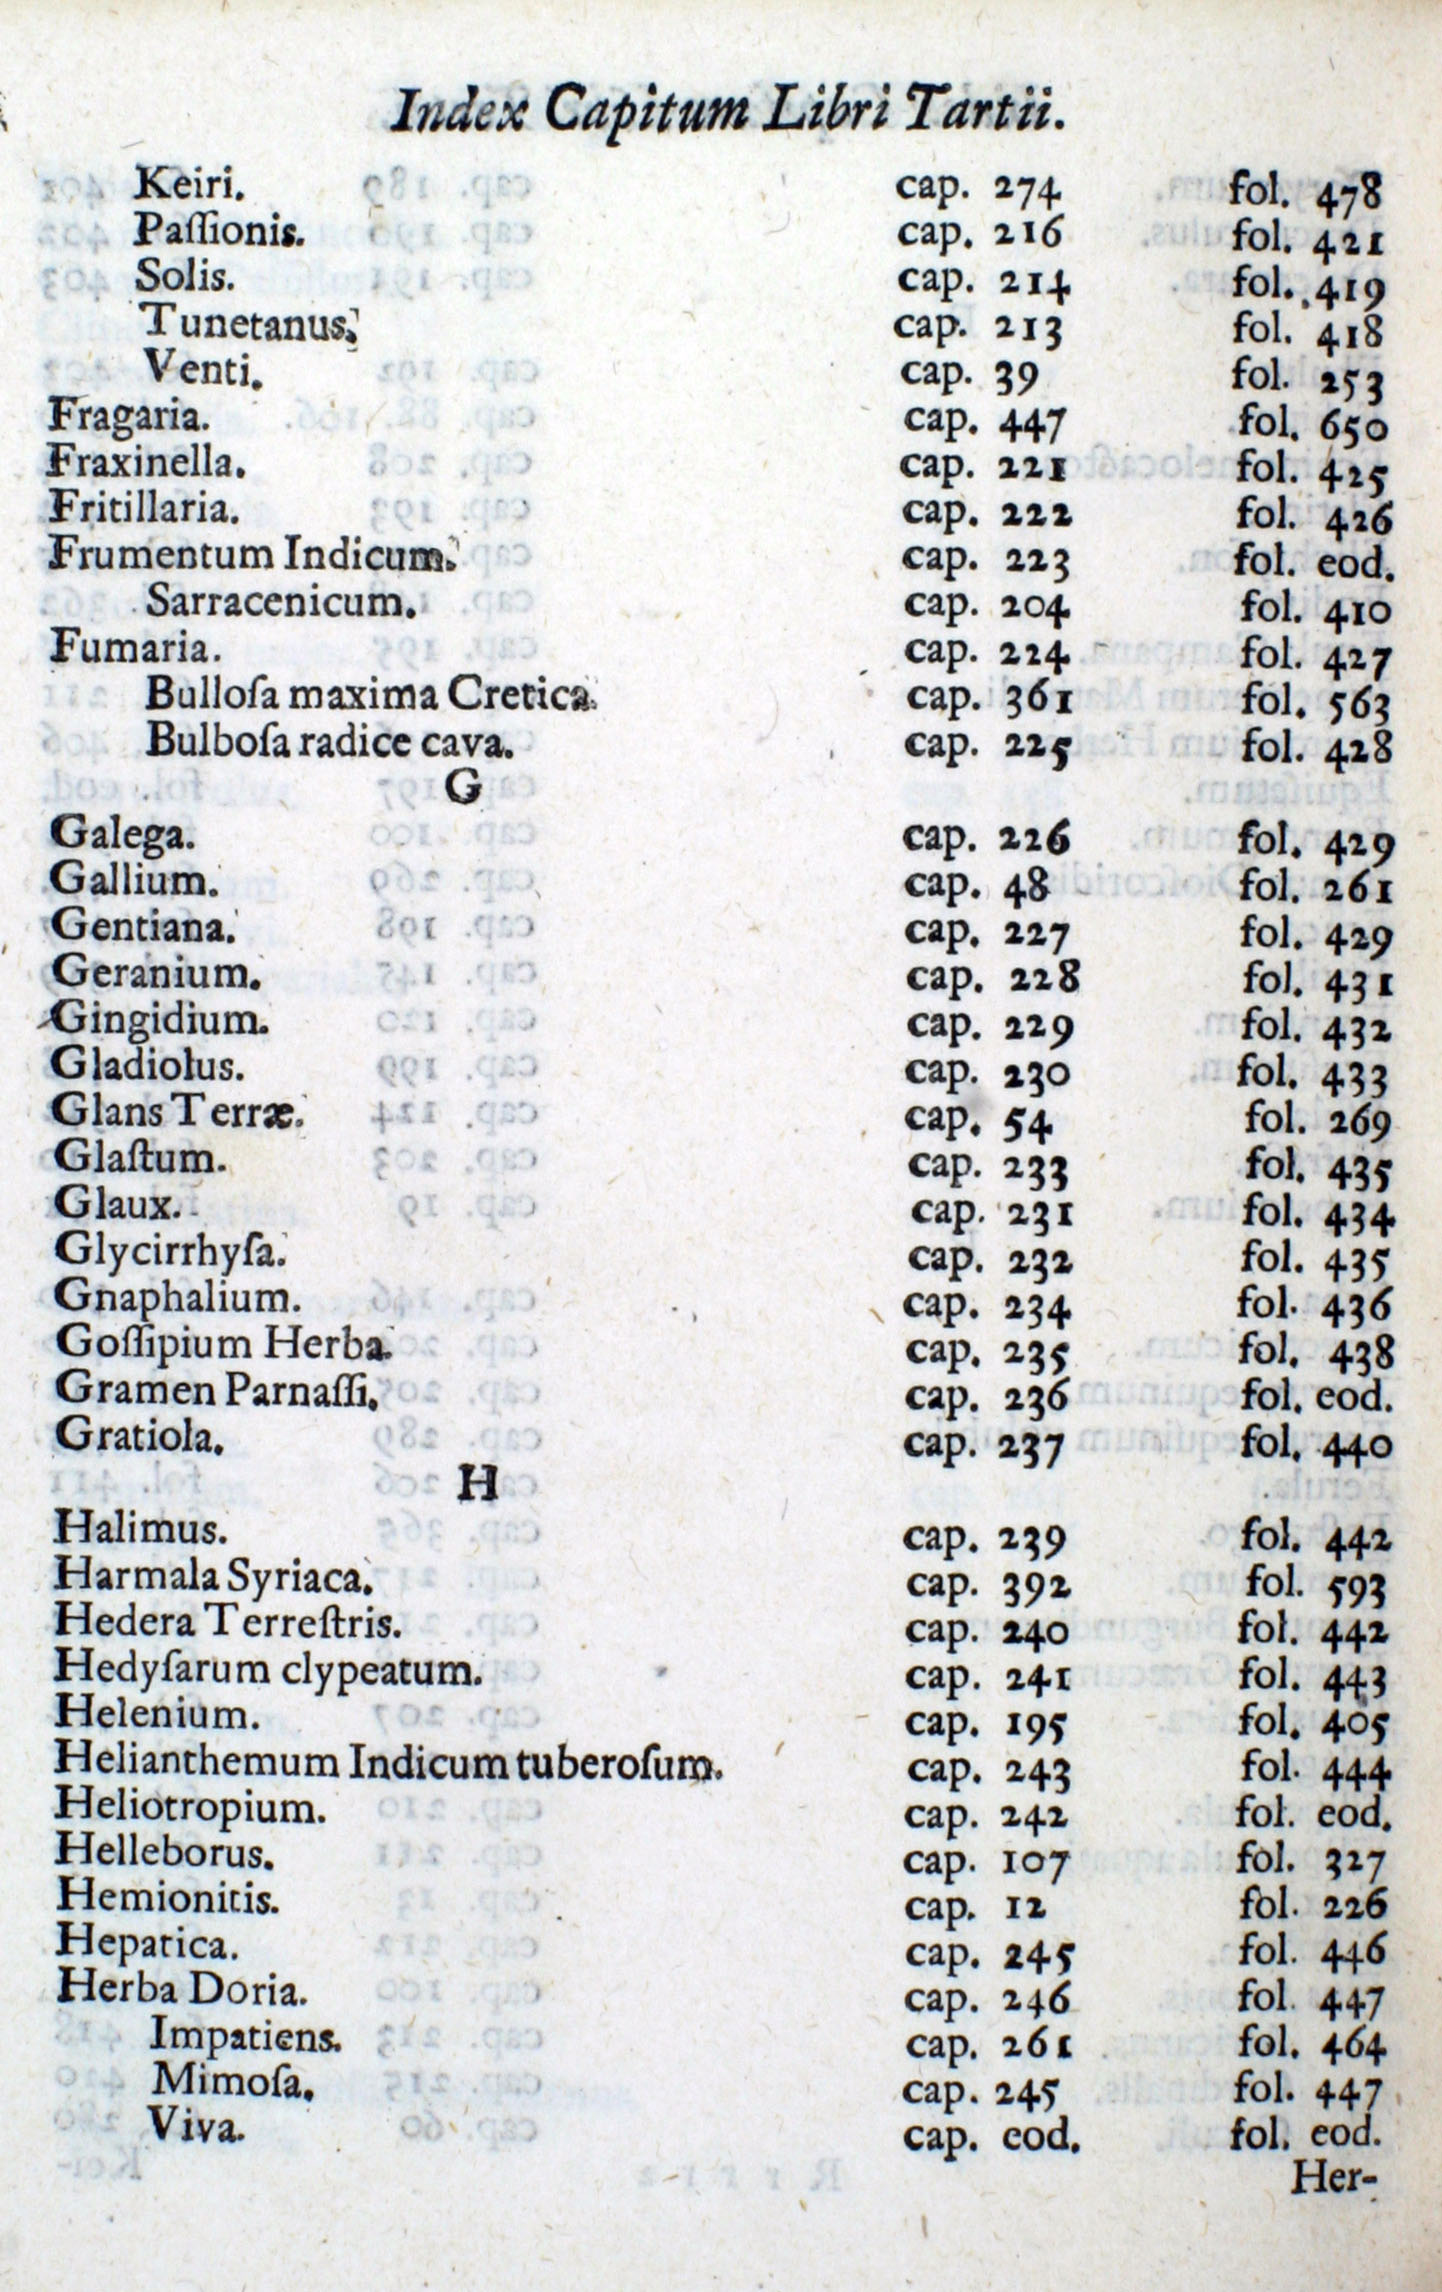 Index Capitum Libri Tartii.
Keiri. cap. 274 fol. 478
Paſſionis. cap. 216 fol. 421
Solis. cap. 214 fol. 419
Tunetanus. cap. 213 fol. 418
Venti. cap. 39 fol. 253
Fragaria. cap. 447 fol. 650
Fraxinella. cap. 221 fol. 425
Fritillaria. cap. 222 fol. 426
Frumentum Indicum. cap. 223 fol. eod.
Sarracenicum. cap. 204 fol. 410
Fumaria. cap. 224 fol. 427
Bulloſa maxima Cretica. cap. 361 fol. 563
Bulboſa radice cava. cap. 225 fol. 428
G
Galega. cap. 226 fol. 429
Gallium. cap. 48 fol. 261
Gentiana. cap. 227 fol. 429
Geranium. cap. 228 fol. 431
Gingidium. cap. 229 fol. 432
Gladiolus. cap. 230 fol. 433
Glans Terræ. cap. 54 fol. 269
Glaſtum. cap. 233 fol. 435
Glaux. cap. 231 fol. 434
Glycirrhyſa. cap. 232 fol. 435
Gnaphalium. cap. 234 fol. 436
Goſſipium Herba. cap. 235 fol. 438
Gramen Parnaſſi. cap. 236 fol. eod.
Gratiola. cap. 237 fol. 440
H
Halimus. cap. 239 fol. 442
Harmala Syriaca. cap. 392 fol. 593
Hedera Terreſtris. cap. 240 fol. 442
Hedyſarum clypeatum. cap. 241 fol. 443
Helenium. cap. 195 fol. 405
Helianthemum Indicum tuberoſum. cap. 243 fol. 444
Heliotropium. cap. 242 fol. eod.
Helleborus. cap. 107 fol. 327
Hemionitis. cap. 12 fol. 226
Hepatica. cap. 245 fol. 446
Herba Doria. cap. 246 fol. 447
Impatiens. cap. 261 fol. 464
Mimoſa. cap. 245 fol. 447
Viva. cap. eod. fol. eod.
Her-